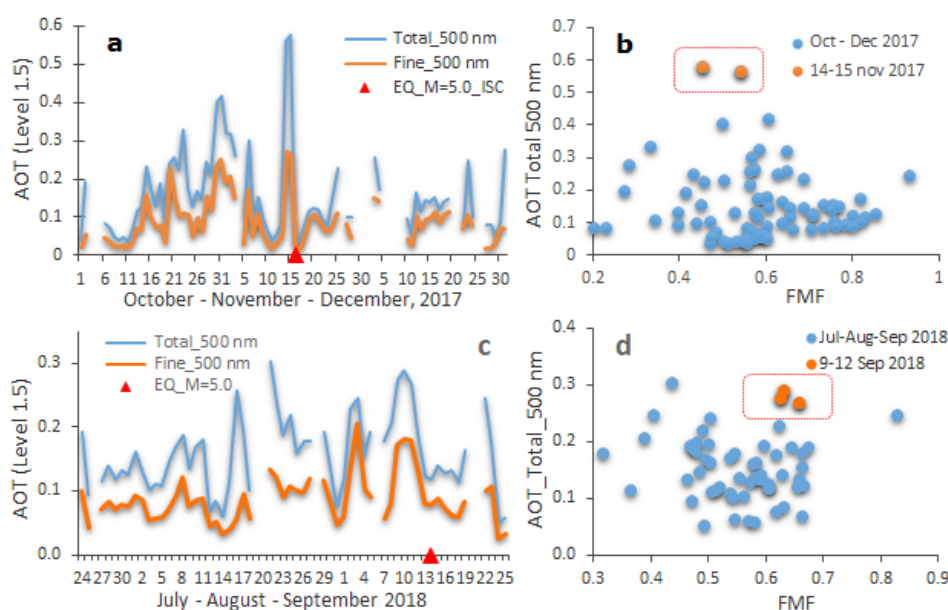 a
Total_500 nm
Fine_500 nm
EQ_M=5.0_ISC
AOT (Level 1.5)
0.6
0.5
0.4
0.3
0.2
0.1
0.0
1 6 11 16 21 26 31 5 10 15 20 25 30 5 10 15 20 25 30
October - November - December, 2017
b
Oct - Dec 2017
14-15 nov 2017
AOT Total 500 nm
0.7
0.6
0.5
0.4
0.3
0.2
0.1
0
0.2 0.4 0.6 0.8 1
FMF
c
Total_500 nm
Fine_500 nm
EQ_M=5.0
AOT (Level 1.5)
0.3
0.2
0.1
0.0
24 27 30 2 5 8 11 14 17 20 23 26 29 1 4 7 10 13 16 19 22 25
July - August - September 2018
d
Jul-Aug-Sep 2018
9-12 Sep 2018
AOT_Total_500 nm
0.4
0.3
0.2
0.1
0.0
0.3 0.4 0.5 0.6 0.7 0.8 0.9
FMF